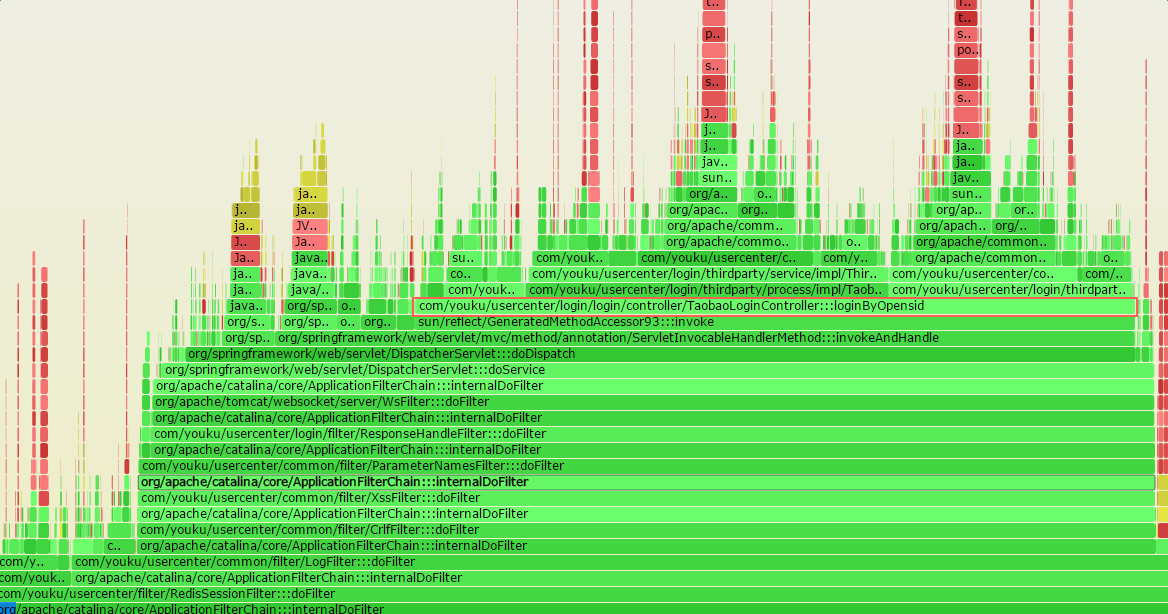 t.. r..
t..
p.. s..
s.. po..
s.. s..
s..
J.. J..
j.. ja..
j.. ja..
jav.. jav..
sun.. sun..
ja.. org/a.. o..
j.. ja.. org/apac.. org.. org/ap.. or..
ja.. JV.. org/apache/comm.. org/apach.. org/..
J.. Ja.. org/apache/commo.. o.. org/apache/common..
Ja.. java.. su.. com/youk.. com/youku/usercenter/c.. com/y.. org/apache/common.. o..
ja.. java.. co.. com/youku/usercenter/login/thirdparty/service/impl/Thir.. com/youku/usercenter/co.. com/..
ja.. java/.. com/youk.. com/youku/usercenter/login/thirdparty/process/impl/Taob.. com/youku/usercenter/login/thirdpart..
java.. org/sp.. o.. com/youku/usercenter/login/login/controller/TaobaoLoginController:::loginByOpensid
org/s.. org/sp.. o.. org.. sun/reflect/GeneratedMethodAccessor93:::invoke
org/sp.. org/springframework/web/servlet/mvc/method/annotation/ServletInvocableHandlerMethod:::invokeAndHandle
org/springframework/web/servlet/DispatcherServlet:::doDispatch
org/springframework/web/servlet/DispatcherServlet:::doService
org/apache/catalina/core/ApplicationFilterChain:::internalDoFilter
org/apache/tomcat/websocket/server/WsFilter:::doFilter
org/apache/catalina/core/ApplicationFilterChain:::internalDoFilter
com/youku/usercenter/login/filter/ResponseHandleFilter:::doFilter
org/apache/catalina/core/ApplicationFilterChain:::internalDoFilter
com/youku/usercenter/common/filter/ParameterNamesFilter:::doFilter
org/apache/catalina/core/ApplicationFilterChain:::internalDoFilter
com/youku/usercenter/common/filter/XssFilter:::doFilter
org/apache/catalina/core/ApplicationFilterChain:::internalDoFilter
com/youku/usercenter/common/filter/CrlfFilter:::doFilter
c.. org/apache/catalina/core/ApplicationFilterChain:::internalDoFilter
com/y.. com/youku/usercenter/common/filter/LogFilter:::doFilter
com/youk.. org/apache/catalina/core/ApplicationFilterChain:::internalDoFilter
com/youku/usercenter/filter/RedisSessionFilter:::doFilter
org/apache/catalina/core/ApplicationFilterChain:::internalDoFilter